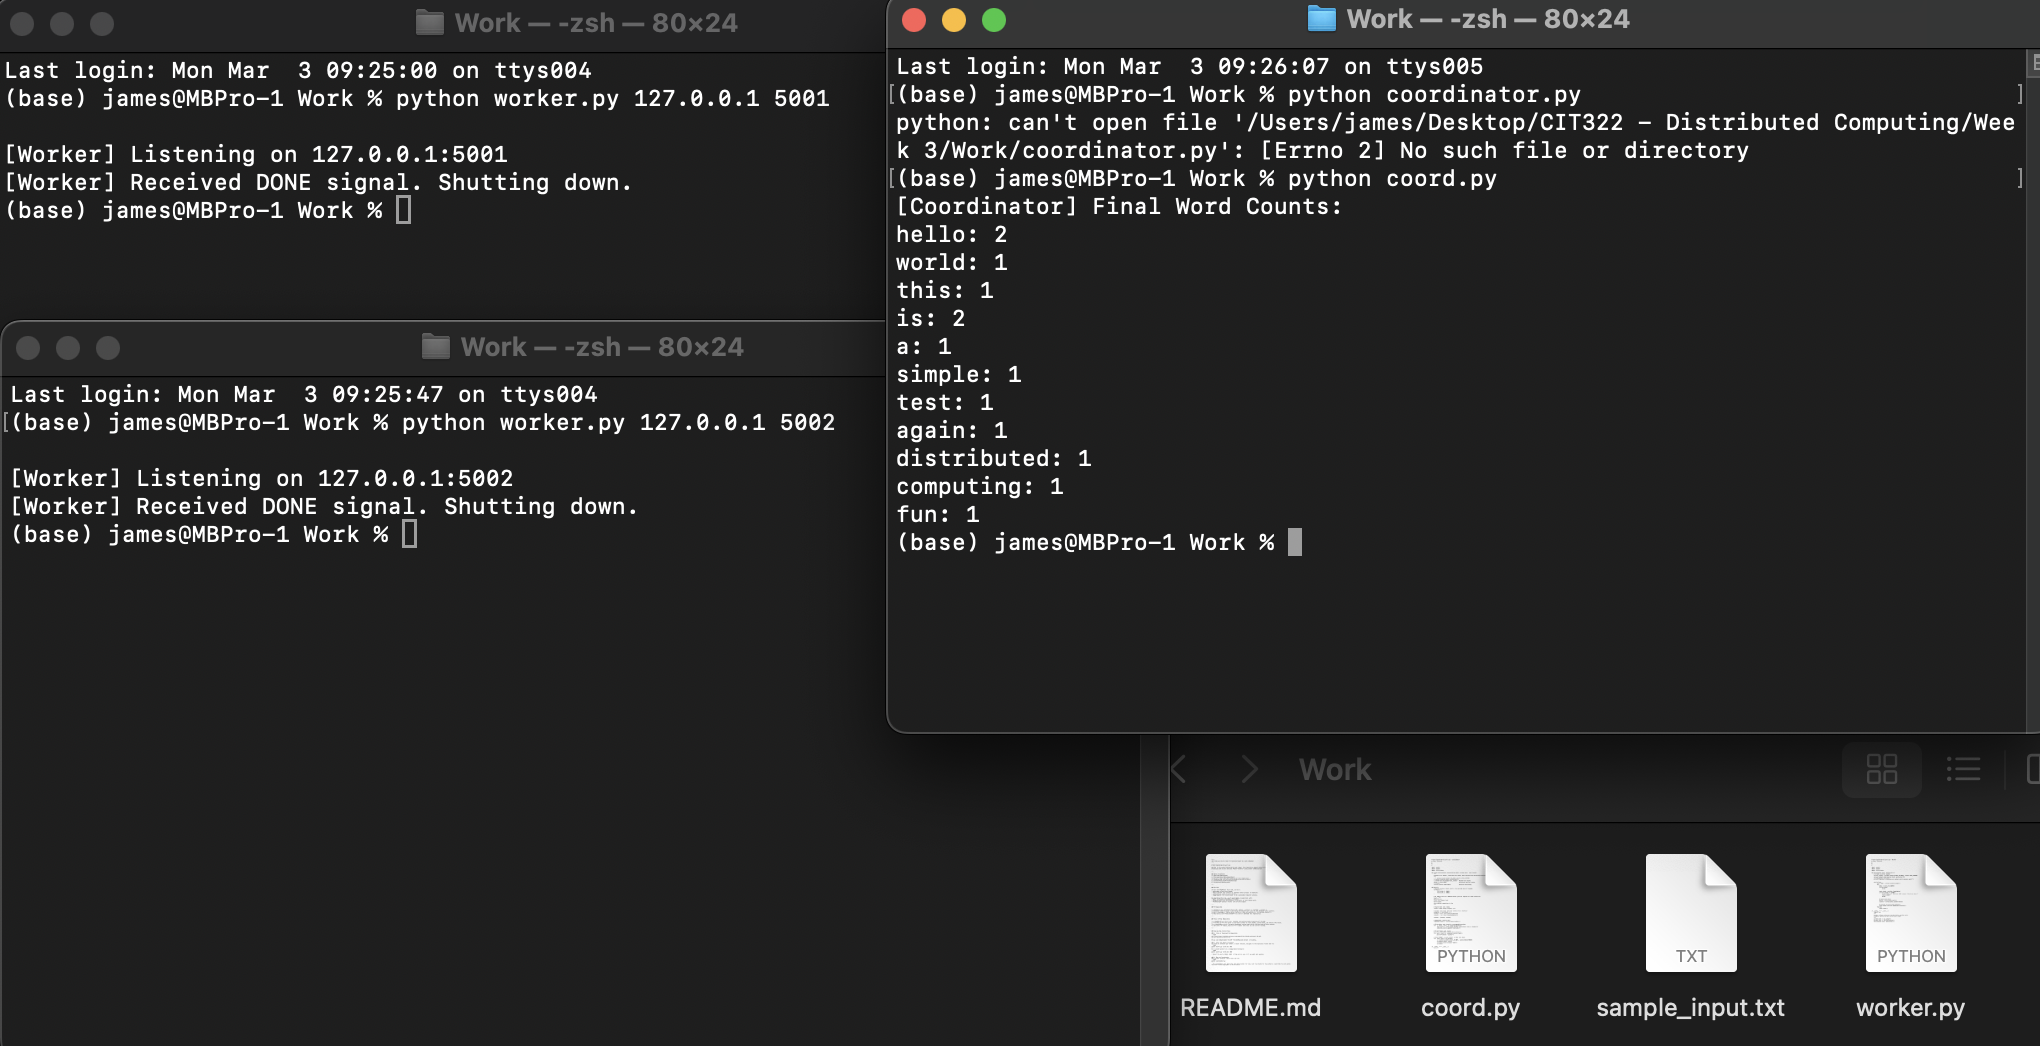 Work — -zsh — 80×24
Last login: Mon Mar  3 09:25:00 on ttys004
(base) james@MBPro-1 Work % python worker.py 127.0.0.1 5001
[Worker] Listening on 127.0.0.1:5001
[Worker] Received DONE signal. Shutting down.
(base) james@MBPro-1 Work %
Work — -zsh — 80×24
Last login: Mon Mar  3 09:25:47 on ttys004
[(base) james@MBPro-1 Work % python worker.py 127.0.0.1 5002
[Worker] Listening on 127.0.0.1:5002
[Worker] Received DONE signal. Shutting down.
(base) james@MBPro-1 Work %
Work — -zsh — 80×24
Last login: Mon Mar  3 09:26:07 on ttys005
[(base) james@MBPro-1 Work % python coordinator.py ]
python: can't open file '/Users/james/Desktop/CIT322 - Distributed Computing/Wee
k 3/Work/coordinator.py': [Errno 2] No such file or directory
[(base) james@MBPro-1 Work % python coord.py ]
[Coordinator] Final Word Counts:
hello: 2
world: 1
this: 1
is: 2
a: 1
simple: 1
test: 1
again: 1
distributed: 1
computing: 1
fun: 1
(base) james@MBPro-1 Work %
Work
PYTHON
TXT
PYTHON
README.md
coord.py
sample_input.txt
worker.py